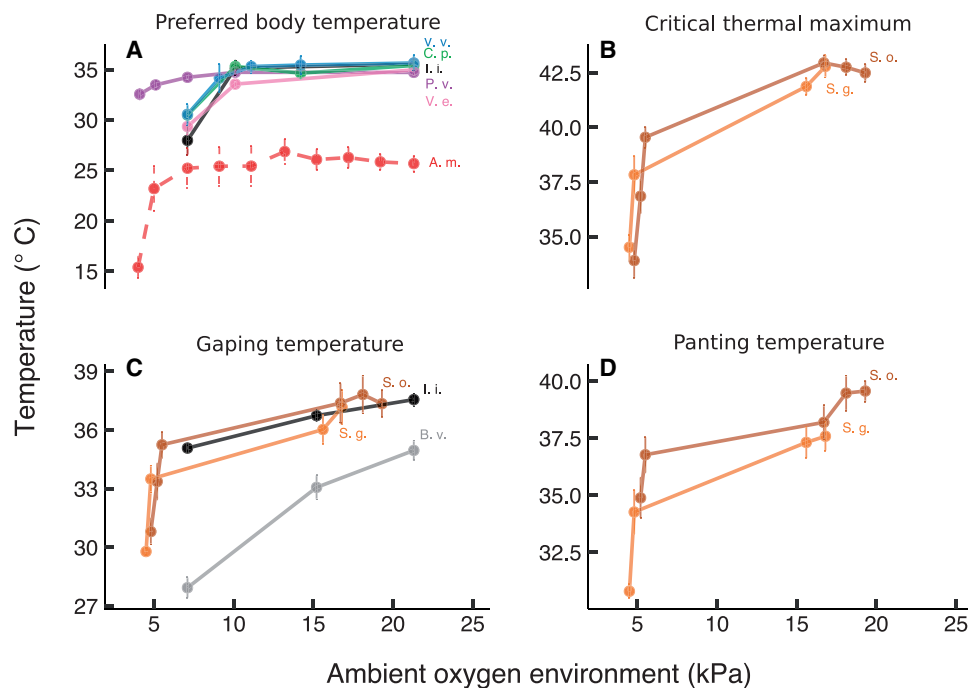 Preferred body temperature
Critical thermal maximum
A
V. v.
C. p.
I. i.
P. v.
V. e.
A. m.
35
30
25
20
15
B
S. o.
S. g.
42.5
40.0
37.5
35.0
Temperature (° C)
Gaping temperature
Panting temperature
C
I. i.
S. o.
S. g.
B. v.
39
36
33
30
27
5 10 15 20 25
D
S. o.
S. g.
40.0
37.5
35.0
32.5
5 10 15 20 25
Ambient oxygen environment (kPa)